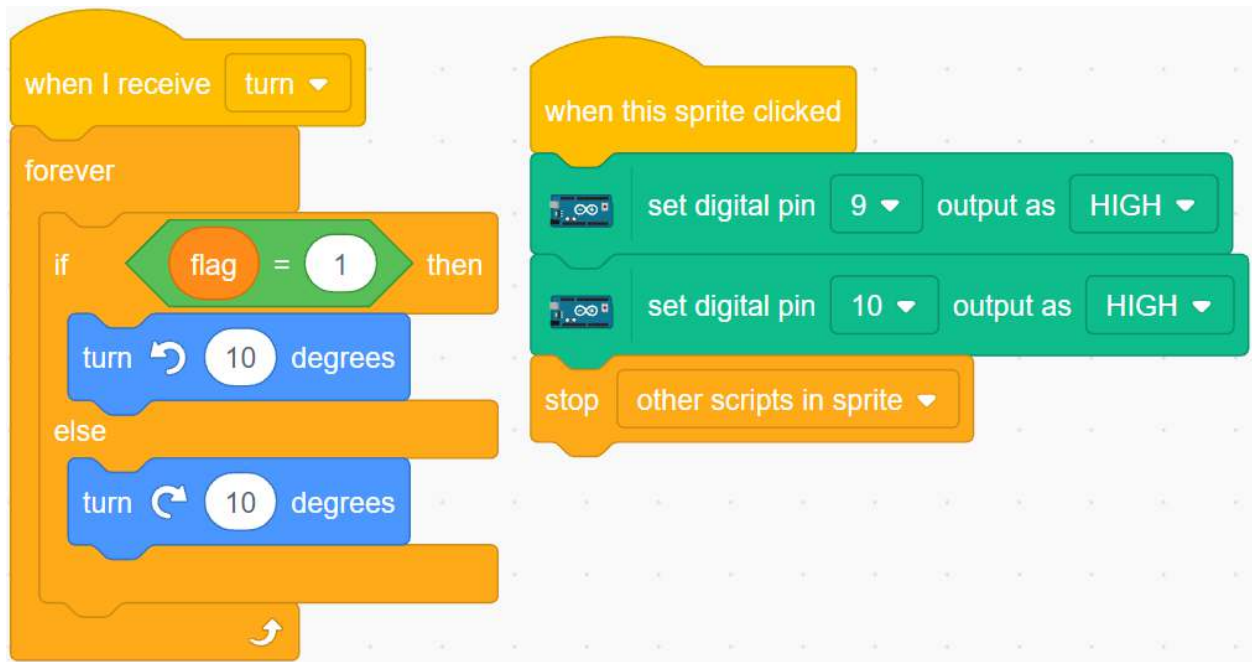 when I receive turn
forever
if flag = 1 then
turn 10 degrees
else
turn 10 degrees
when this sprite clicked
set digital pin 9 output as HIGH
set digital pin 10 output as HIGH
stop other scripts in sprite